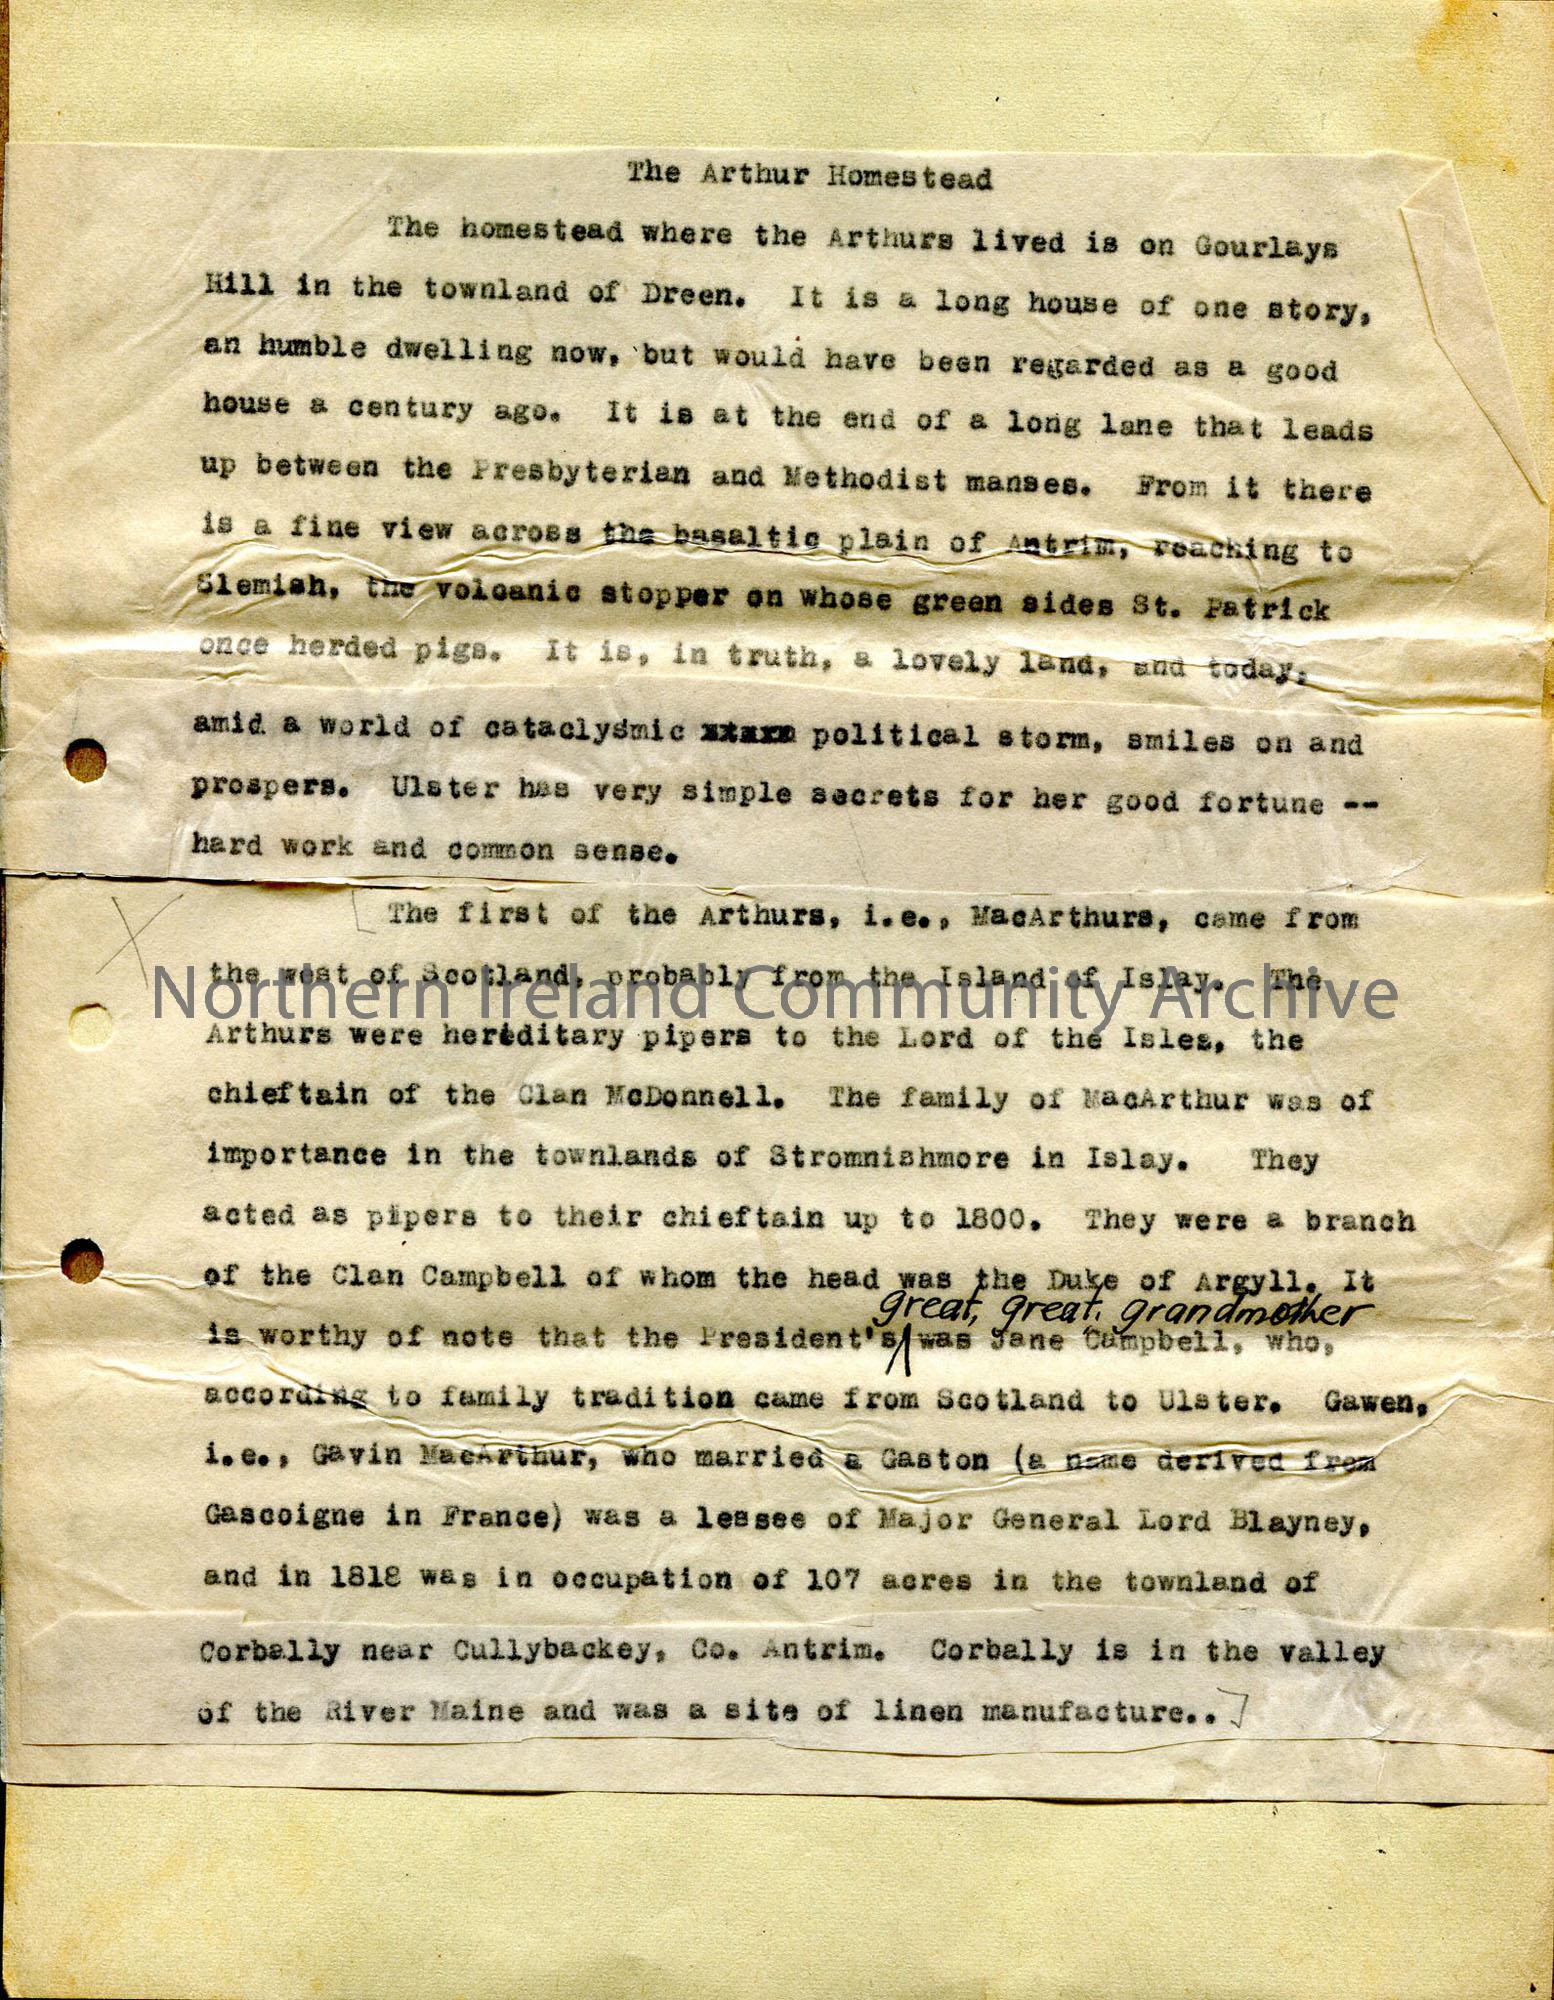 The Arthur Homestead
The homestead where the Arthurs lived is on Gourlays
Hill in the townland of Dreen. It is a long house of one story,
an humble dwelling now, but would have been regarded as a good
house a century ago. It is at the end of a long lane that leads
up between the Presbyterian and Methodist manses. From it there
is a fine view across the basaltic plain of Antrim, reaching to
Slemish, the volcanic stopper on whose green sides St. Patrick
once herded pigs. It is, in truth, a lovely land, and today,
amid a world of cataclysmic political storm, smiles on and
prospers. Ulster has very simple secrets for her good fortune --
hard work and common sense.
The first of the Arthurs, i.e., MacArthurs, came from
the west of Scotland, probably from the Island of Islay. The
Northern Ireland Community Archive
Arthurs were hereditary pipers to the Lord of the Isles, the
chieftain of the Clan McDonnell. The family of MacArthur was of
importance in the townlands of Stromnishmore in Islay. They
acted as pipers to their chieftain up to 1800. They were a branch
of the Clan Campbell of whom the head was the Duke of Argyll. It
great, great, grandmother
is worthy of note that the President's was Jane Campbell, who,
according to family tradition came from Scotland to Ulster. Gawen,
i.e., Gavin MacArthur, who married a Gaston (a name derived from
Gascoigne in France) was a lessee of Major General Lord Blayney,
and in 1818 was in occupation of 107 acres in the townland of
Corbally near Cullybackey, Co. Antrim. Corbally is in the valley
of the River Maine and was a site of linen manufacture..]